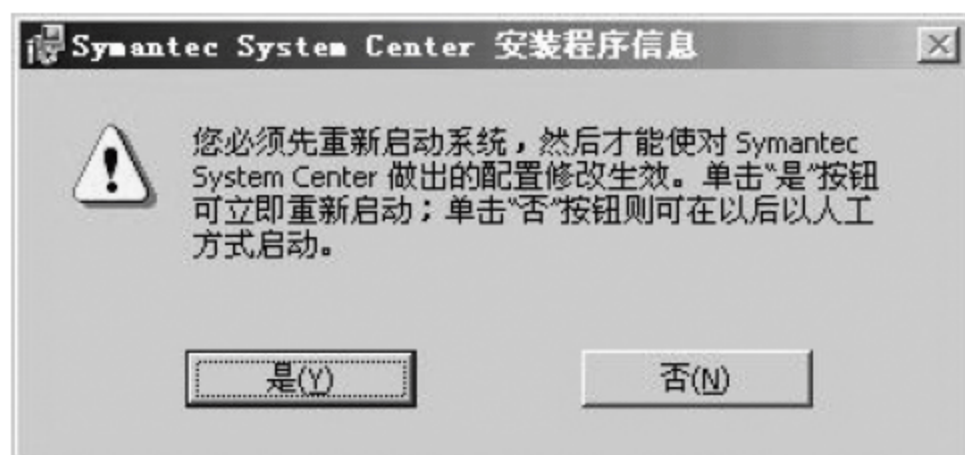 Symantec System Center 安装程序信息
您必须先重新启动系统，然后才能使对 Symantec
System Center 做出的配置修改生效。单击“是”按钮
可立即重新启动；单击“否”按钮则可在以后以人工
方式启动。
是(Y) 否(N)